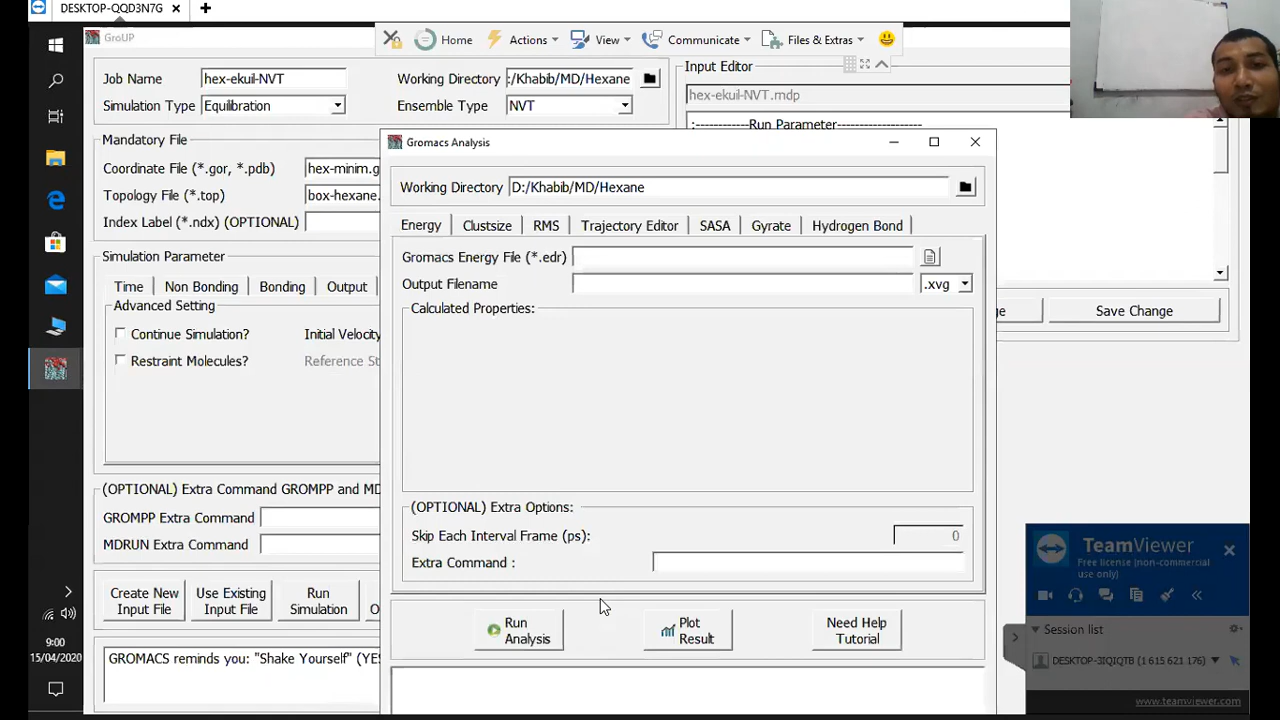 DESKTOP-QQD3N7G
GroUP
Home
Actions
View
Communicate
Files & Extras
Job Name
hex-ekuil-NVT
Working Directory
:/Khabib/MD/Hexane
Simulation Type
Equilibration
Ensemble Type
NVT
Input Editor
hex-ekuil-NVT.mdp
;------------Run Parameter-------------------
Mandatory File
Coordinate File (*.gor, *.pdb)
hex-minim.g
Topology File (*.top)
box-hexane.
Index Label (*.ndx) (OPTIONAL)
Simulation Parameter
Time
Non Bonding
Bonding
Output
Advanced Setting
Continue Simulation?
Initial Velocity
Restraint Molecules?
Reference St
(OPTIONAL) Extra Command GROMPP and MD
GROMPP Extra Command
MDRUN Extra Command
Create New
Input File
Use Existing
Input File
Run
Simulation
O
GROMACS reminds you: "Shake Yourself" (YES
ge
Save Change
Gromacs Analysis
Working Directory
D:/Khabib/MD/Hexane
Energy
Clustsize
RMS
Trajectory Editor
SASA
Gyrate
Hydrogen Bond
Gromacs Energy File (*.edr)
Output Filename
.xvg
Calculated Properties:
(OPTIONAL) Extra Options:
Skip Each Interval Frame (ps):
0
Extra Command :
Run
Analysis
Plot
Result
Need Help
Tutorial
TeamViewer
Free license (non-commercial
use only)
Session list
DESKTOP-3IQIQTB (1 615 621 176)
www.teamviewer.com
9:00
15/04/2020